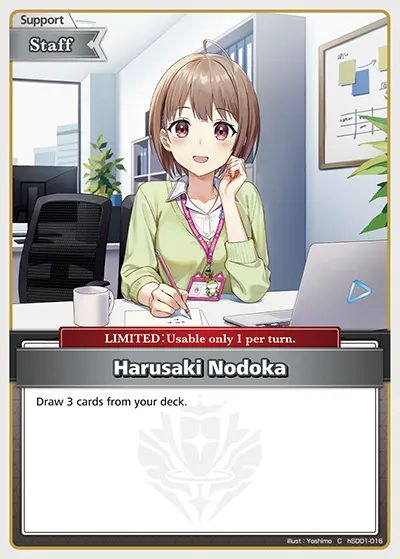 Support
Staff
LIMITED:Usable only 1 per turn.
Harusaki Nodoka
Draw 3 cards from your deck.
illust : Yoshimo C hSD01-016